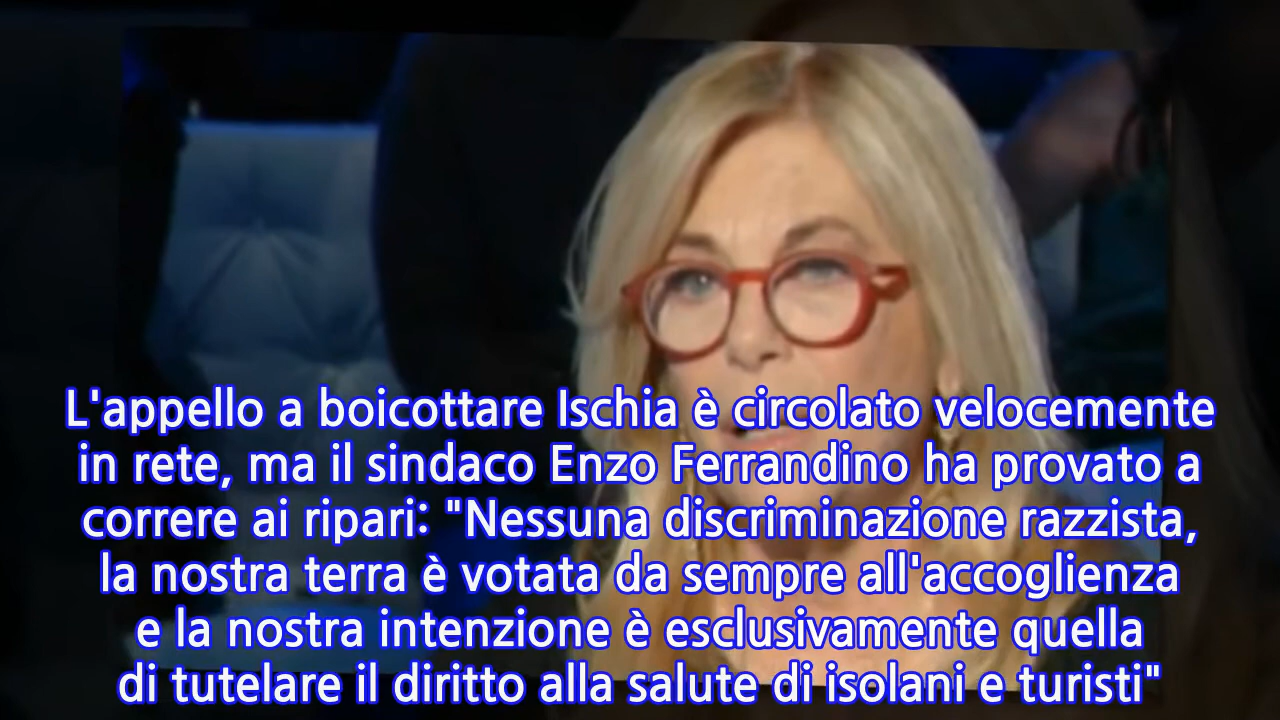 L'appello a boicottare Ischia è circolato velocemente
in rete, ma il sindaco Enzo Ferrandino ha provato a
correre ai ripari: "Nessuna discriminazione razzista,
la nostra terra è votata da sempre all'accoglienza
e la nostra intenzione è esclusivamente quella
di tutelare il diritto alla salute di isolani e turisti"